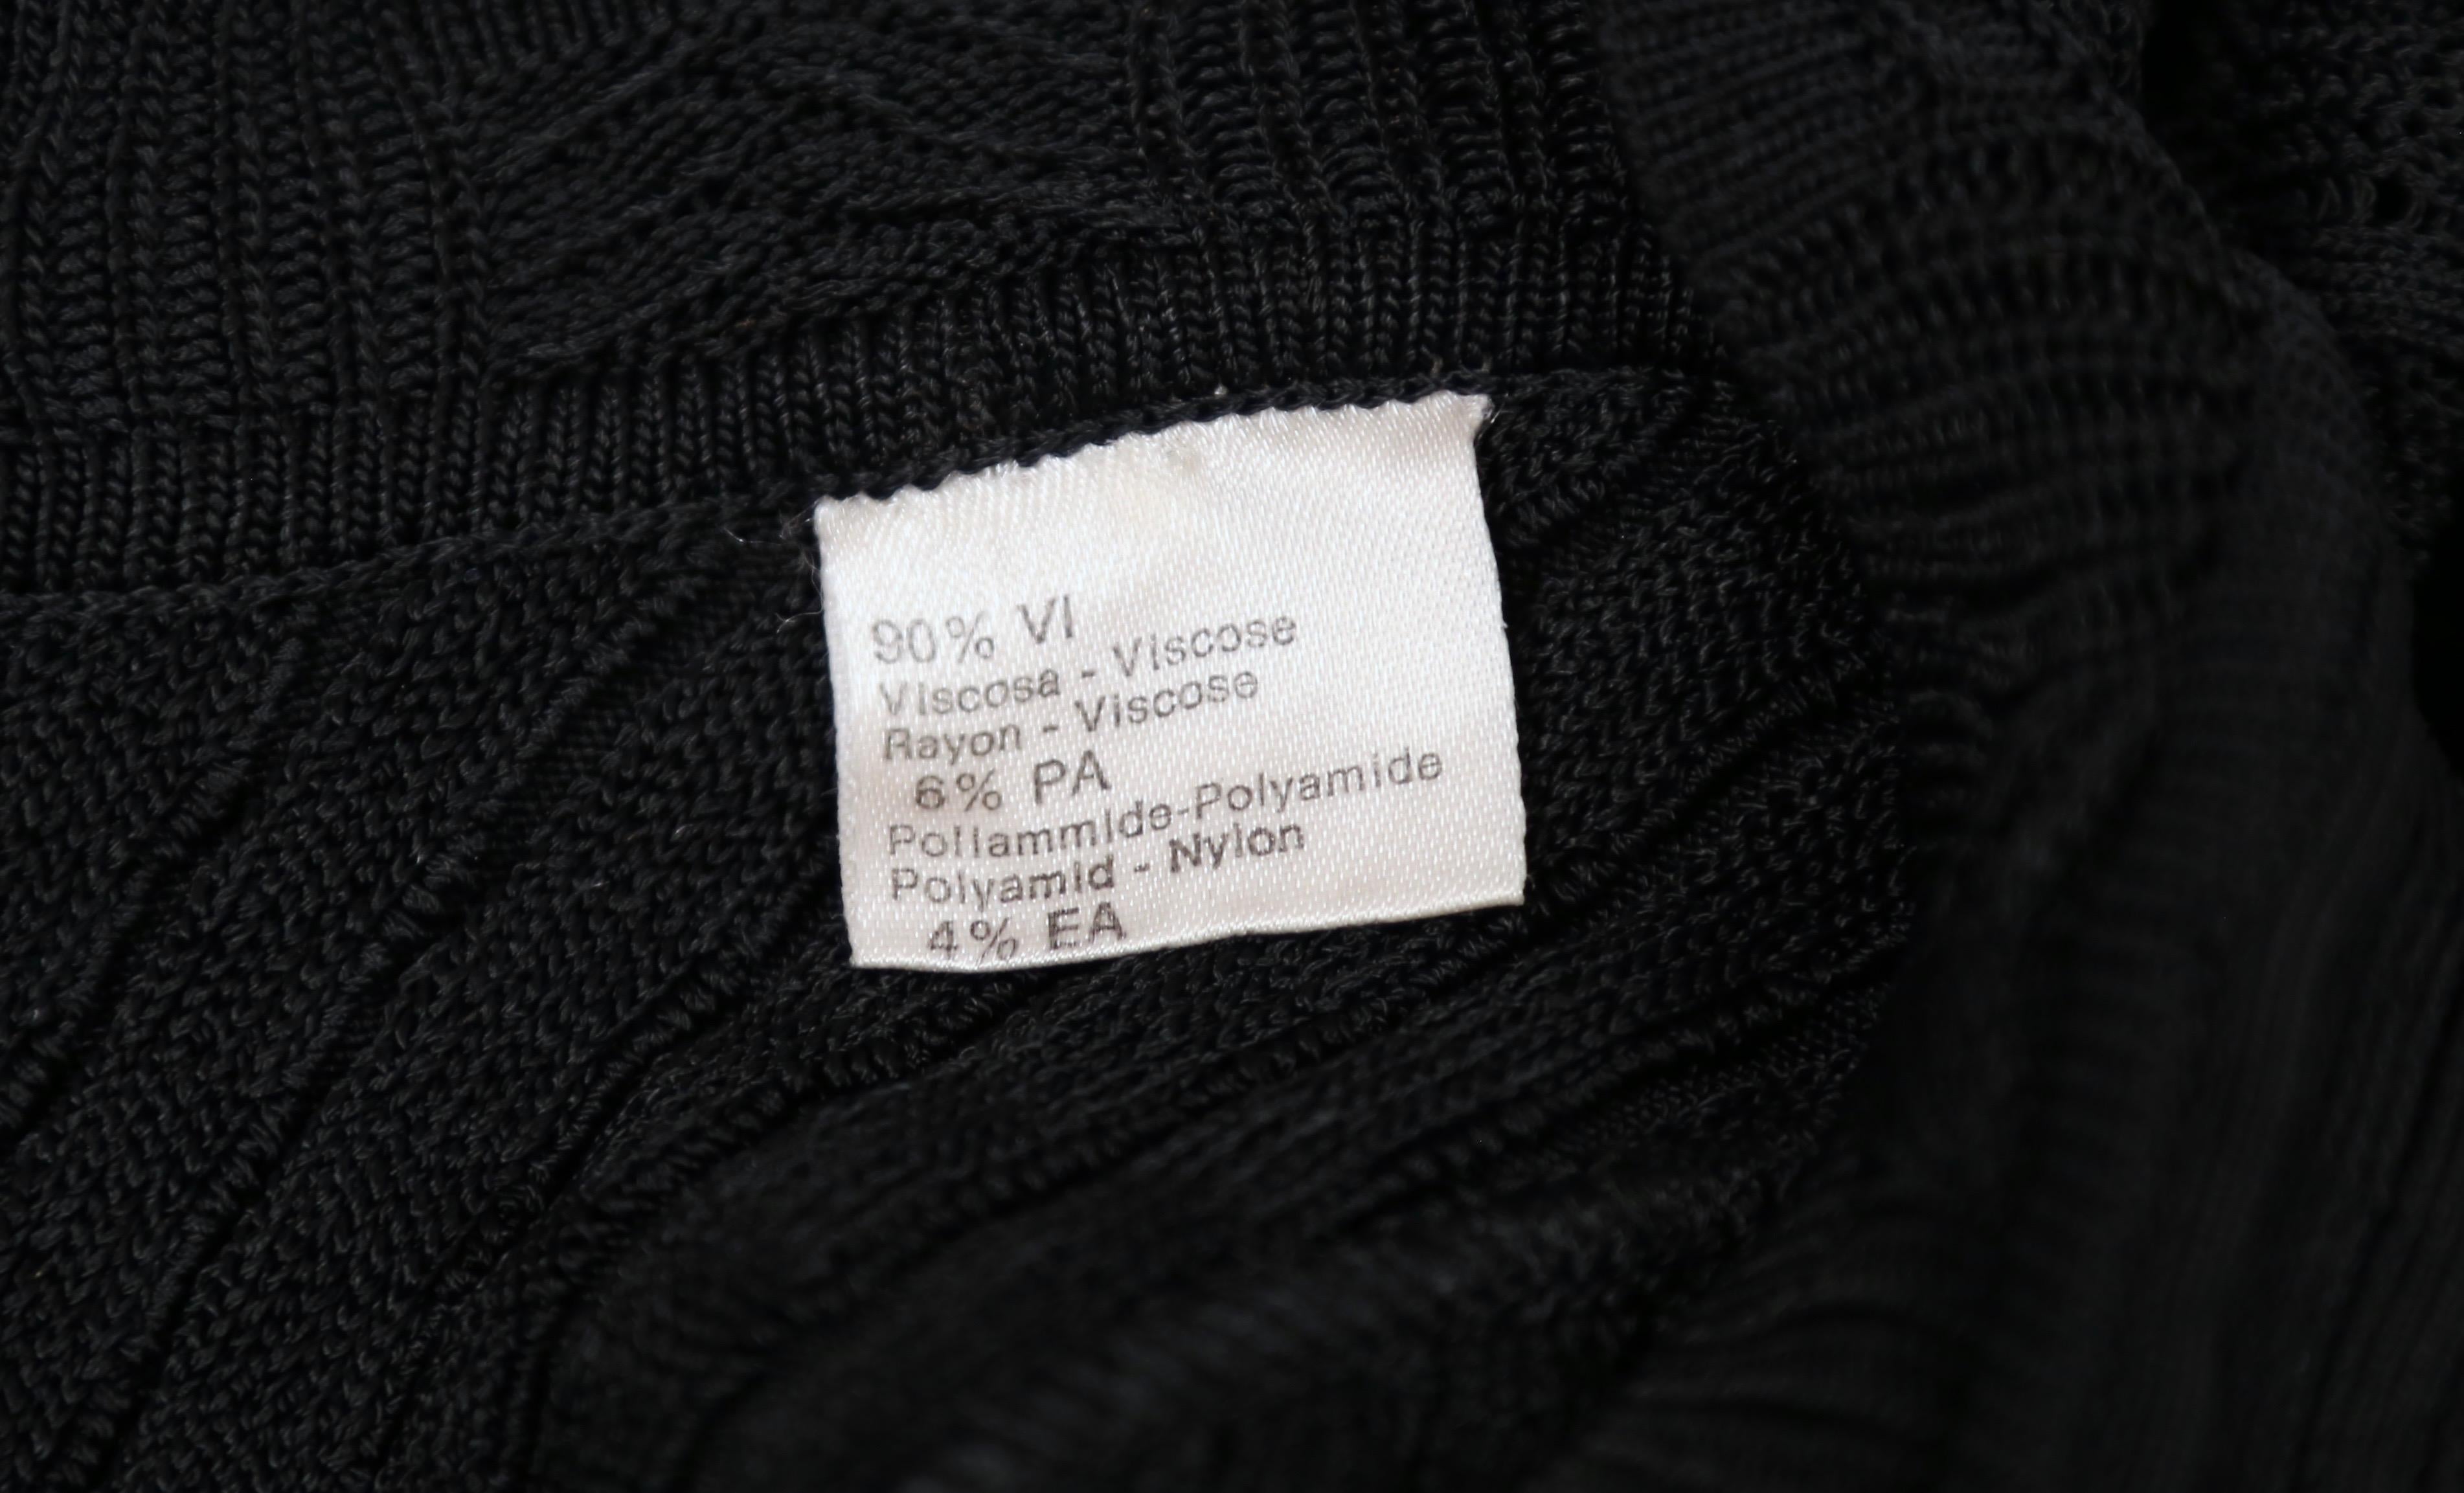 90% VI
Viscosa - Viscose
Rayon - Viscose
6% PA
Poliammide-Polyamide
Polyamid - Nylon
4% EA